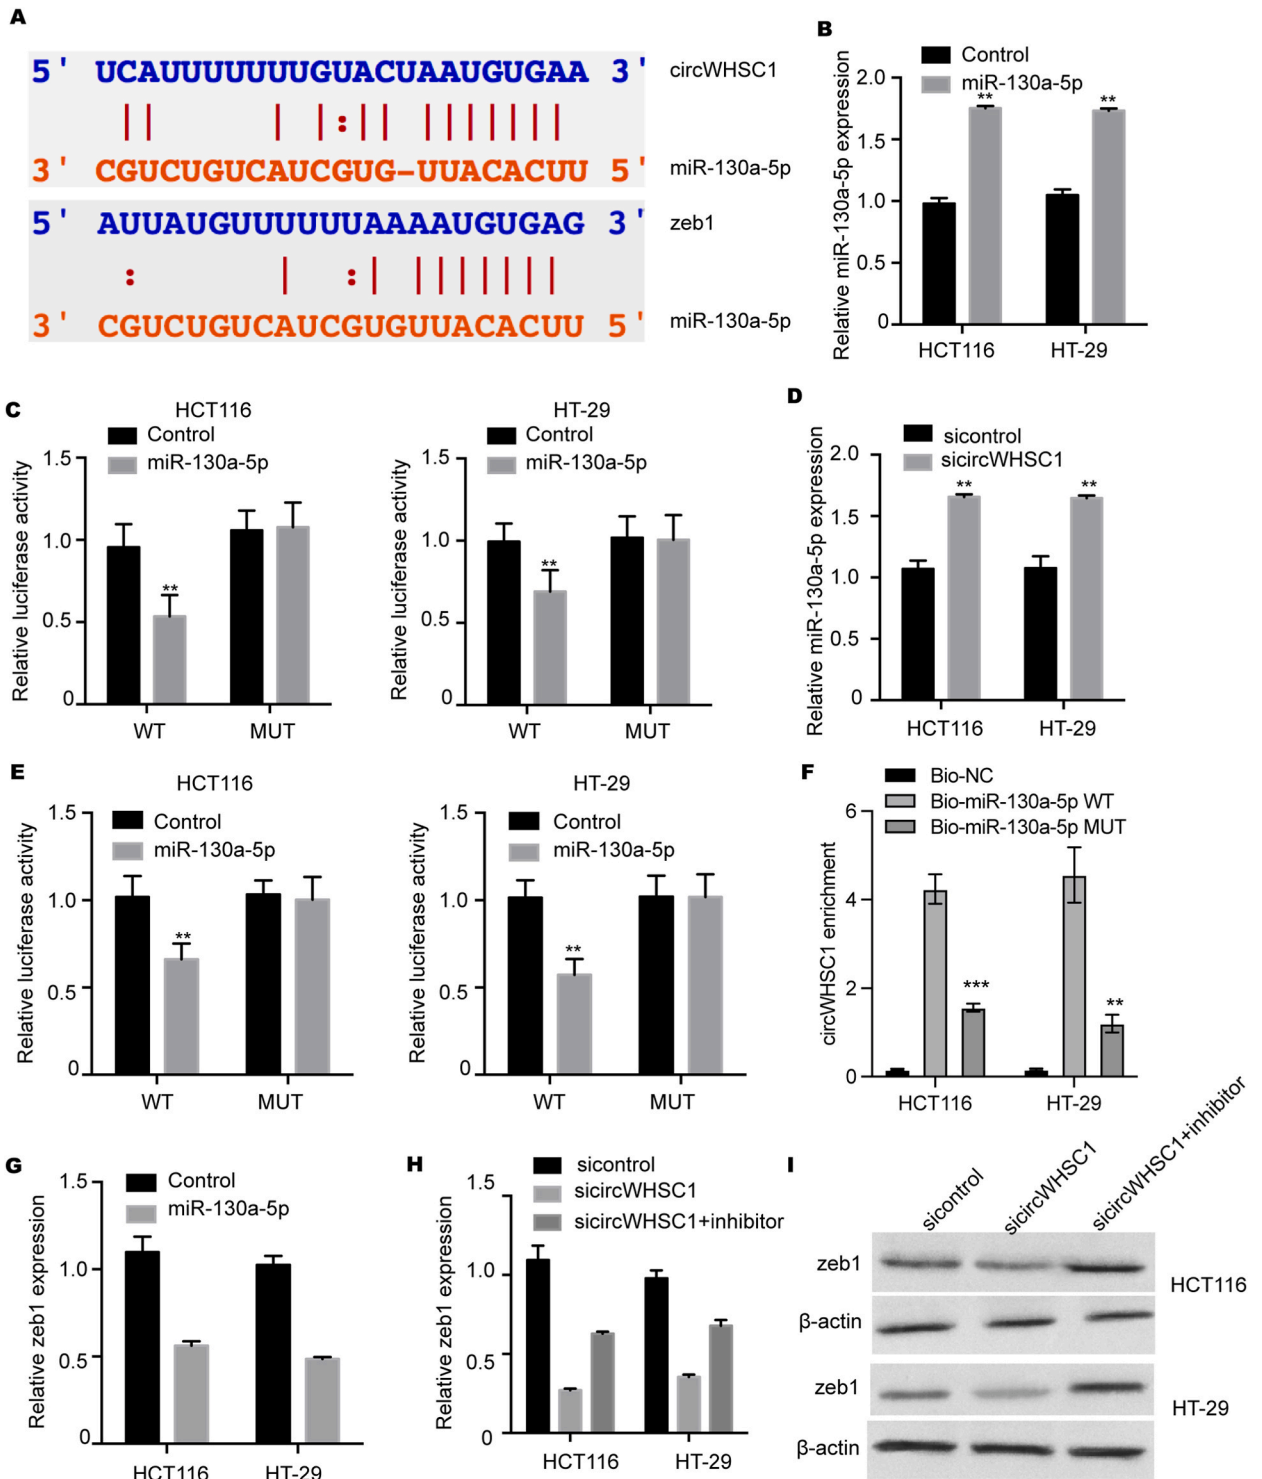 A
5' UCAUUUUUUUGUACUAAUGUGAA 3' circWHSC1
3' CGUCUGUCAUCGUG-UUACACUU 5' miR-130a-5p
5' AUUAUGUUUUUUAAAAUGUGAG 3' zeb1
3' CGUCUGUCAUCGUGUUACACUU 5' miR-130a-5p
B
Control
miR-130a-5p
Relative miR-130a-5p expression
2.0
1.5
1.0
0.5
0
** **
HCT116 HT-29
C
HCT116
Control
miR-130a-5p
Relative luciferase activity
1.5
1.0
0.5
0
**
WT MUT
HT-29
Control
miR-130a-5p
Relative luciferase activity
1.5
1.0
0.5
0
**
WT MUT
D
sicontrol
sicircWHSC1
Relative miR-130a-5p expression
2.0
1.5
1.0
0.5
0
** **
HCT116 HT-29
E
HCT116
Control
miR-130a-5p
Relative luciferase activity
1.5
1.0
0.5
0
**
WT MUT
HT-29
Control
miR-130a-5p
Relative luciferase activity
1.5
1.0
0.5
0
**
WT MUT
F
Bio-NC
Bio-miR-130a-5p WT
Bio-miR-130a-5p MUT
circWHSC1 enrichment
6
4
2
0
*** **
HCT116 HT-29
G
Control
miR-130a-5p
Relative zeb1 expression
1.5
1.0
0.5
0
HCT116 HT-29
H
sicontrol
sicircWHSC1
sicircWHSC1+inhibitor
Relative zeb1 expression
1.5
1.0
0.5
0
HCT116 HT-29
I
sicontrol
sicircWHSC1
sicircWHSC1+inhibitor
zeb1
HCT116
β-actin
zeb1
HT-29
β-actin